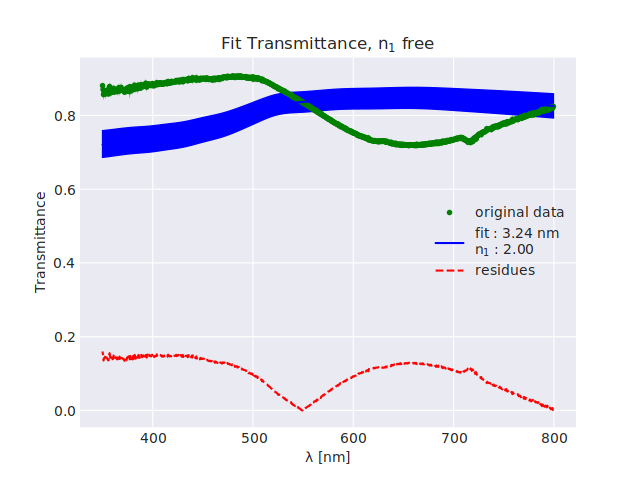 Fit Transmittance, n₁ free
Transmittance
0.8
0.6
0.4
0.2
0.0
original data
fit : 3.24 nm
n₁ : 2.00
residues
400 500 600 700 800
λ [nm]